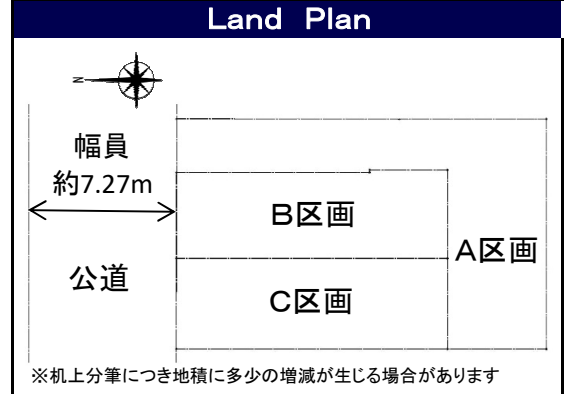 Land Plan
N
幅員
約7.27m
公道
B区画
A区画
C区画
※机上分筆につき地積に多少の増減が生じる場合があります